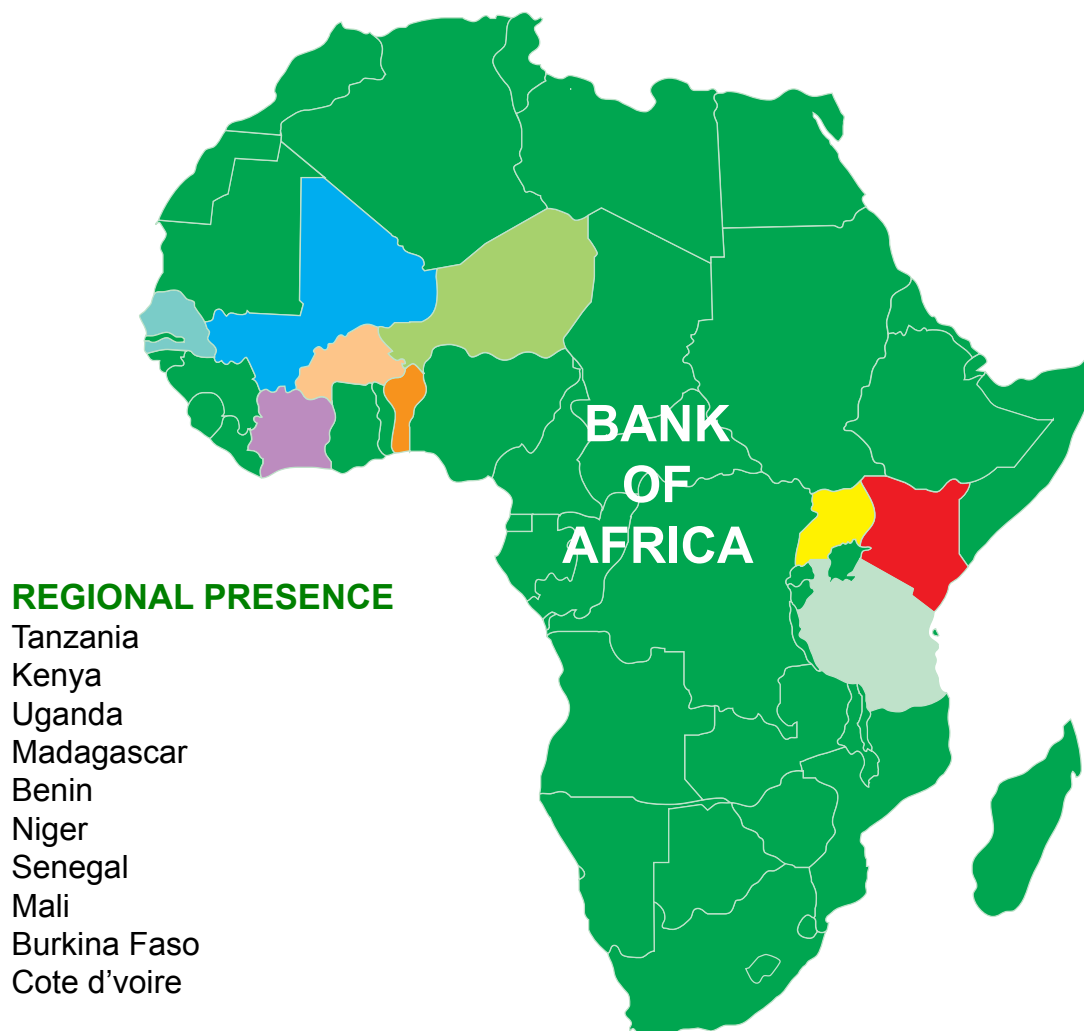 BANK
OF
AFRICA
REGIONAL PRESENCE
Tanzania
Kenya
Uganda
Madagascar
Benin
Niger
Senegal
Mali
Burkina Faso
Cote d’voire